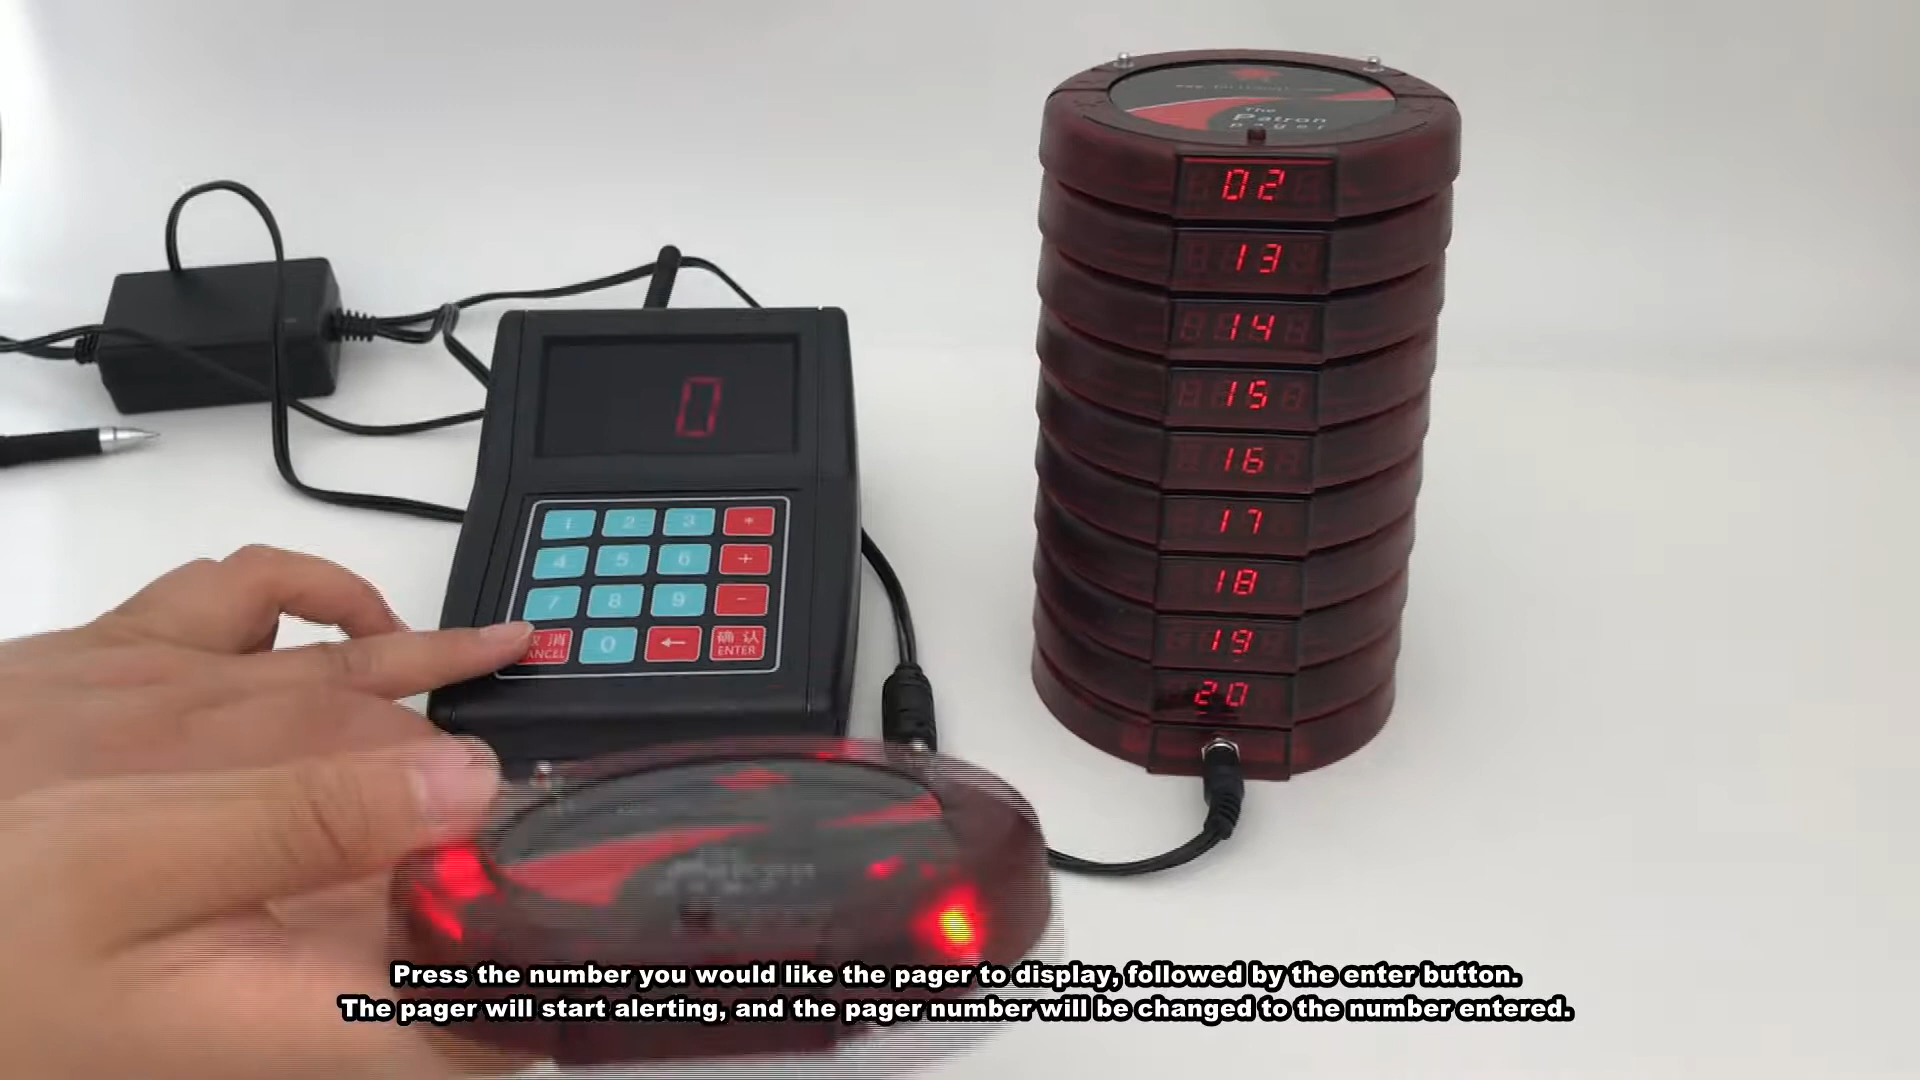 The
Patron
pager
02
13
14
15
16
17
18
19
20
0
1 2 3 *
4 5 6 +
7 8 9 -
消 0 ← 确认
ANCEL ENTER
Press the number you would like the pager to display, followed by the enter button.
The pager will start alerting, and the pager number will be changed to the number entered.